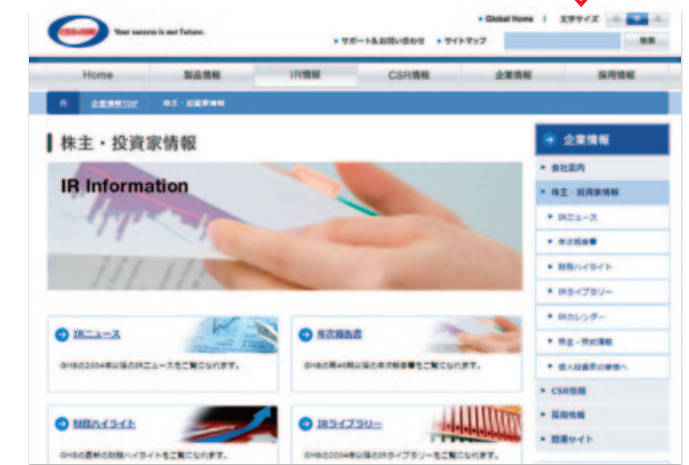 Your success is our future.
Global Home | 文字サイズ
サポート&お問い合わせ サイトマップ 検索
Home 製品情報 IR情報 CSR情報 企業情報 採用情報
企業情報TOP 株主・投資家情報
株主・投資家情報
IR Information
企業情報
会社案内
株主・投資家情報
IRニュース
年次報告書
財務ハイライト
IRライブラリー
IRカレンダー
株主・株式情報
個人投資家の皆様へ
CSR情報
採用情報
関連サイト
IRニュース
年次報告書
財務ハイライト
IRライブラリー